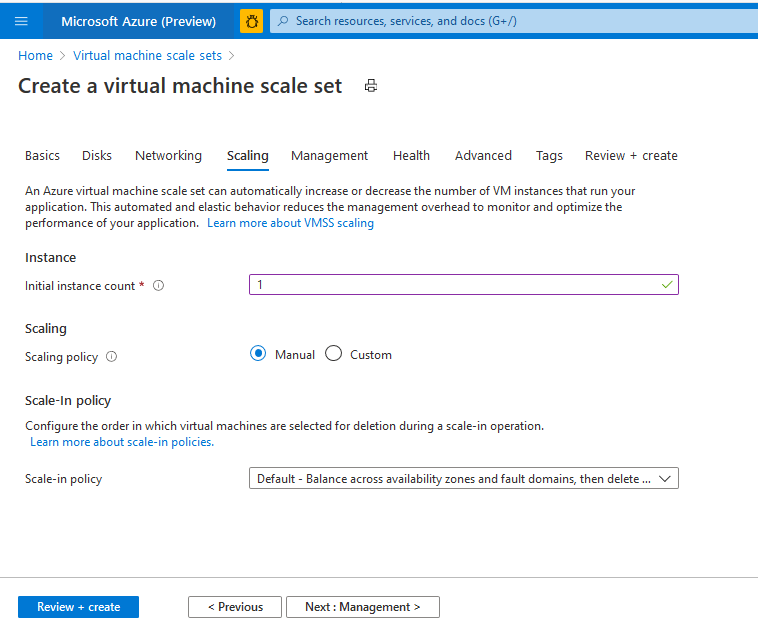 Microsoft Azure (Preview)
Search resources, services, and docs (G+/)
Home > Virtual machine scale sets >
Create a virtual machine scale set
Basics Disks Networking Scaling Management Health Advanced Tags Review + create
An Azure virtual machine scale set can automatically increase or decrease the number of VM instances that run your
application. This automated and elastic behavior reduces the management overhead to monitor and optimize the
performance of your application. Learn more about VMSS scaling
Instance
Initial instance count * 1
Scaling
Scaling policy Manual Custom
Scale-In policy
Configure the order in which virtual machines are selected for deletion during a scale-in operation.
Learn more about scale-in policies.
Scale-in policy Default - Balance across availability zones and fault domains, then delete ...
Review + create < Previous Next : Management >